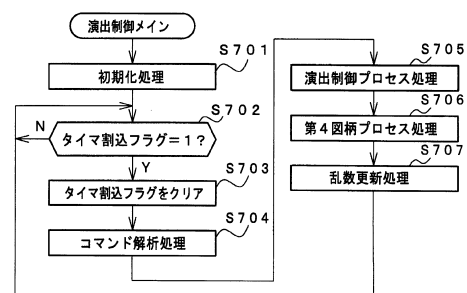 演出制御メイン
S701
初期化処理
S702
N
タイマ割込フラグ=1?
Y
S703
タイマ割込フラグをクリア
S704
コマンド解析処理
S705
演出制御プロセス処理
S706
第4図柄プロセス処理
S707
乱数更新処理